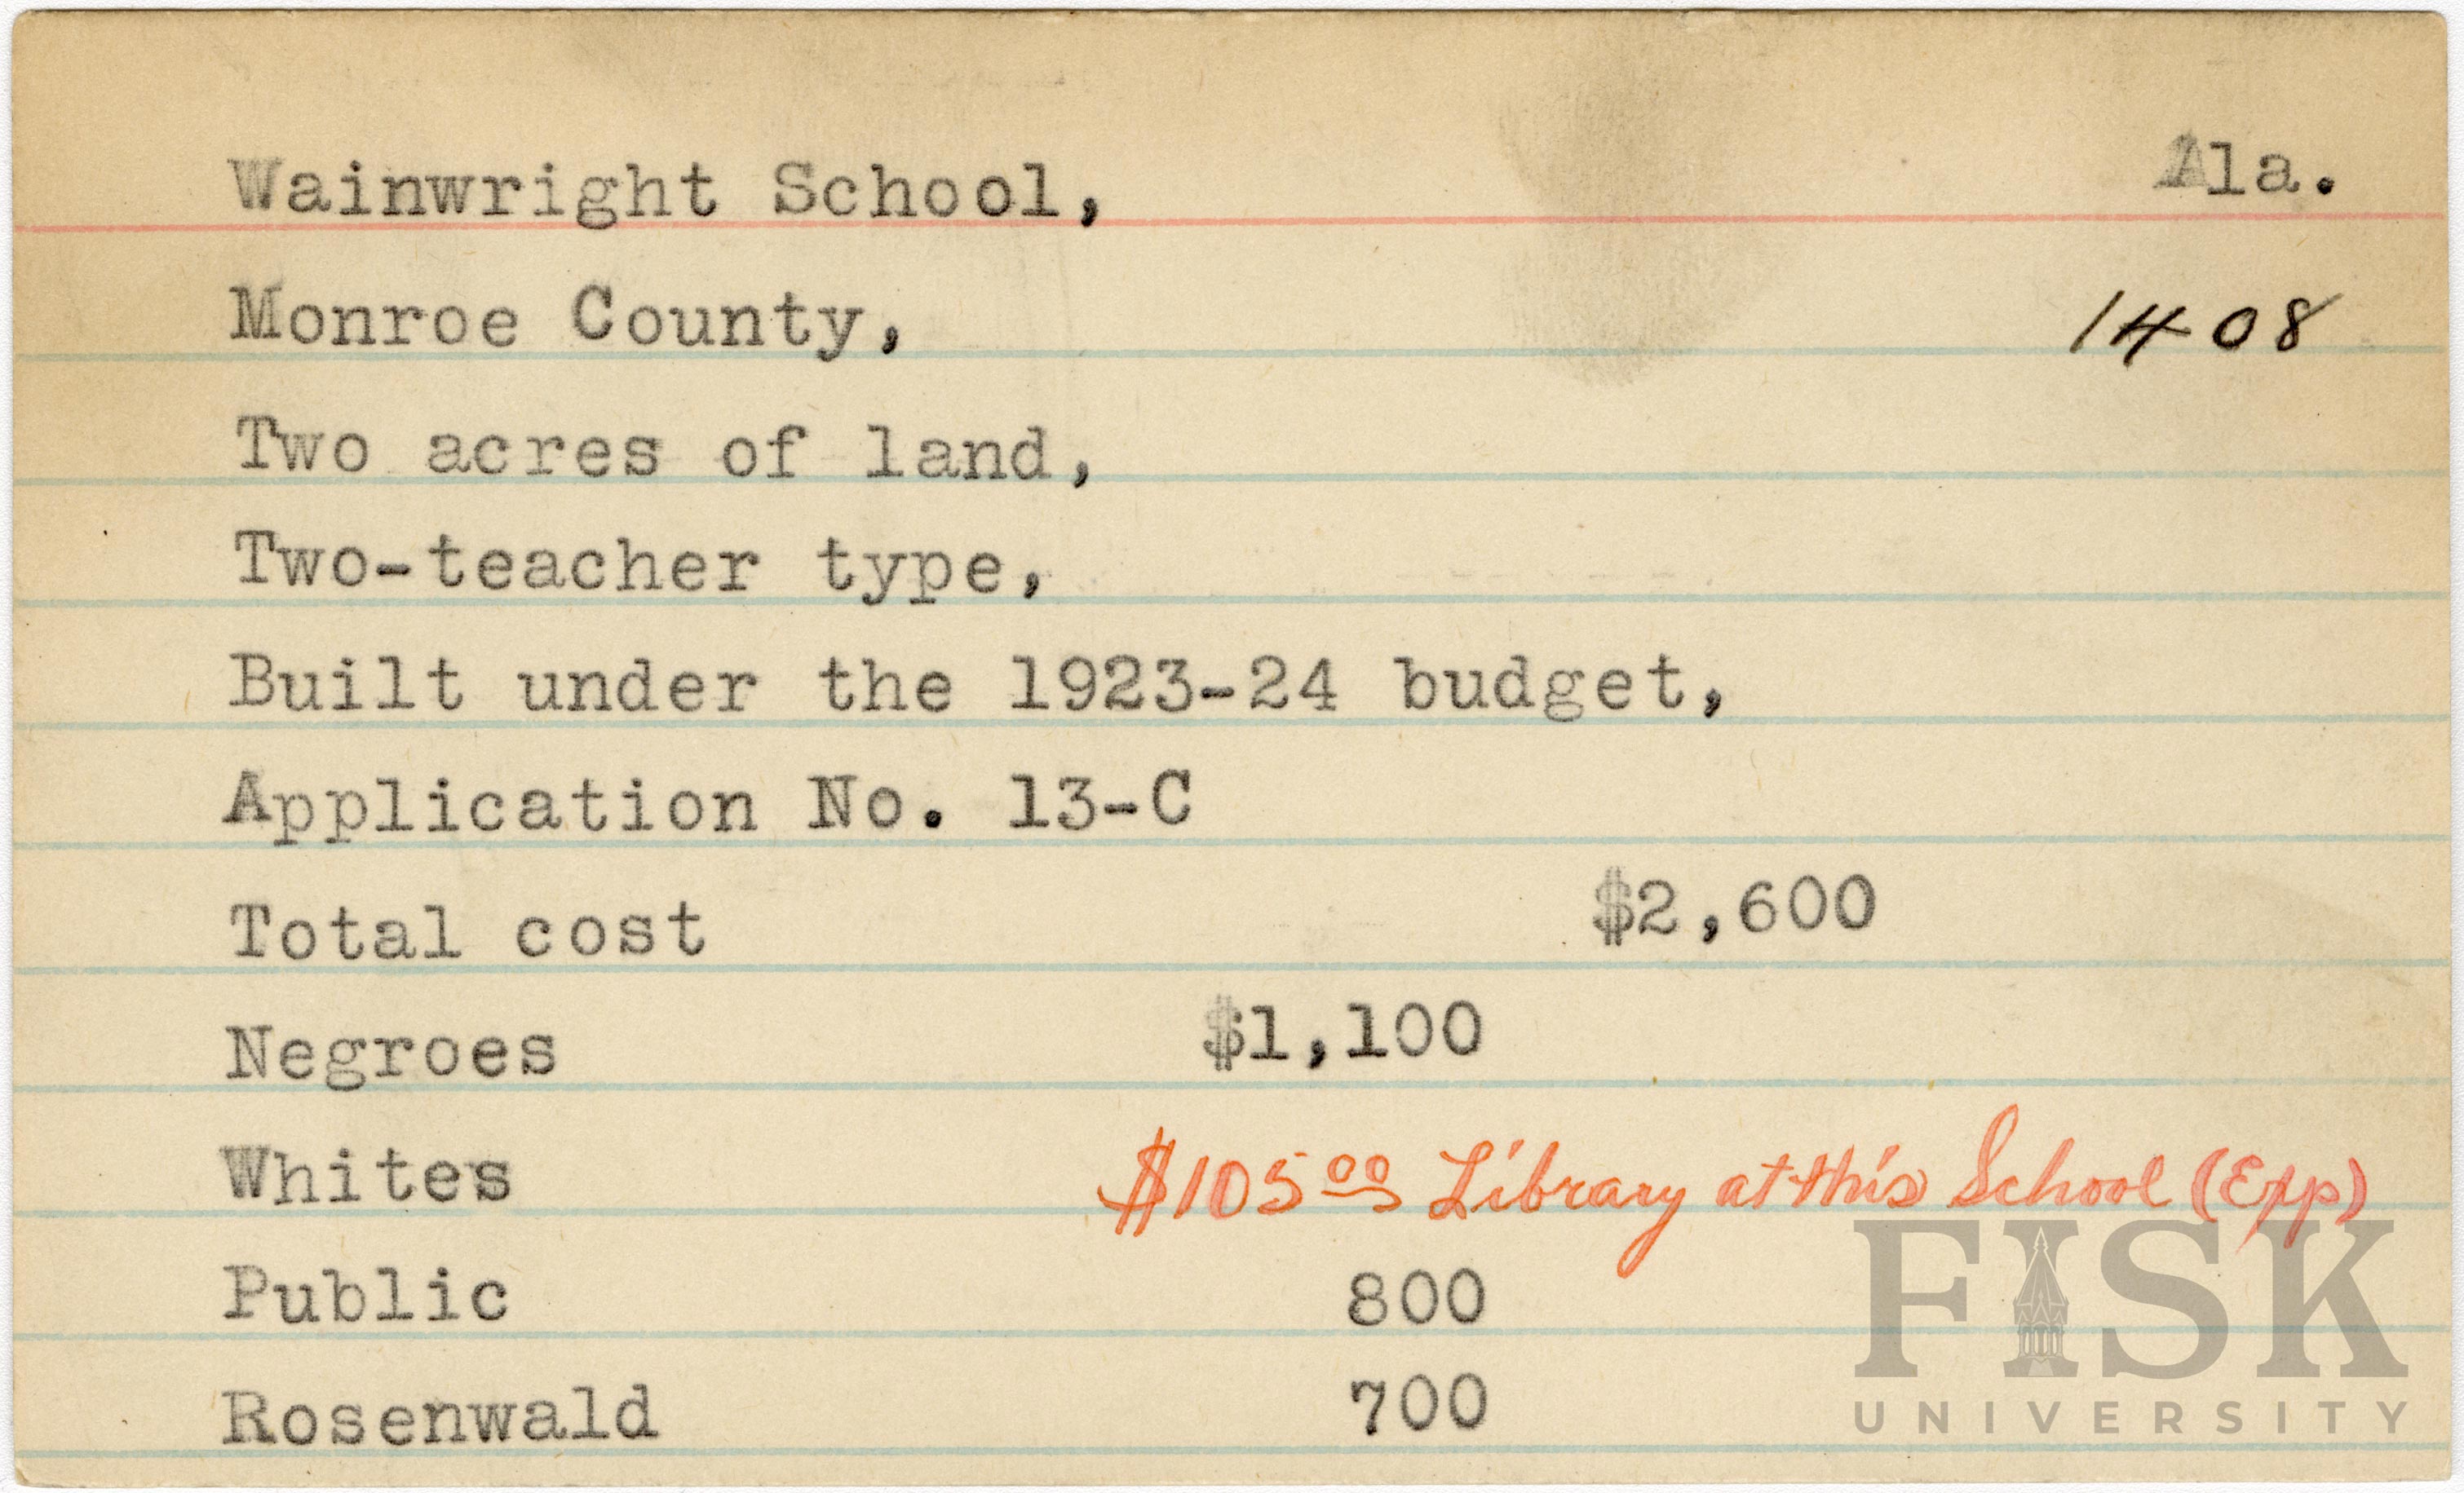 Wainwright School, Ala.
Monroe County, 1408
Two acres of land,
Two-teacher type,
Built under the 1923-24 budget,
Application No. 13-C
Total cost $2,600
Negroes $1,100
Whites $105.00 Library at this School (Epp)
Public 800
Rosenwald 700
FISK
UNIVERSITY